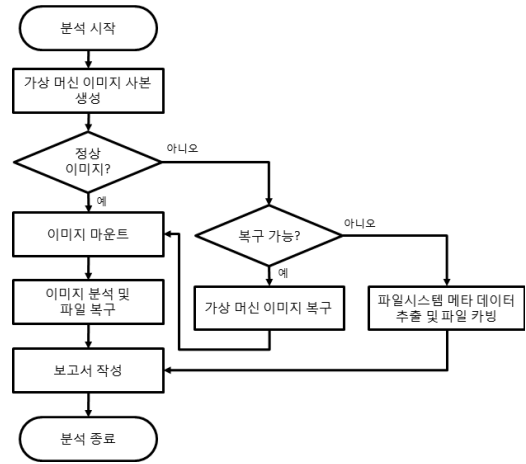 분석 시작
가상 머신 이미지 사본
생성
정상
이미지?
아니오
예
복구 가능?
아니오
예
이미지 마운트
이미지 분석 및
파일 복구
가상 머신 이미지 복구
파일시스템 메타 데이터
추출 및 파일 카빙
보고서 작성
분석 종료